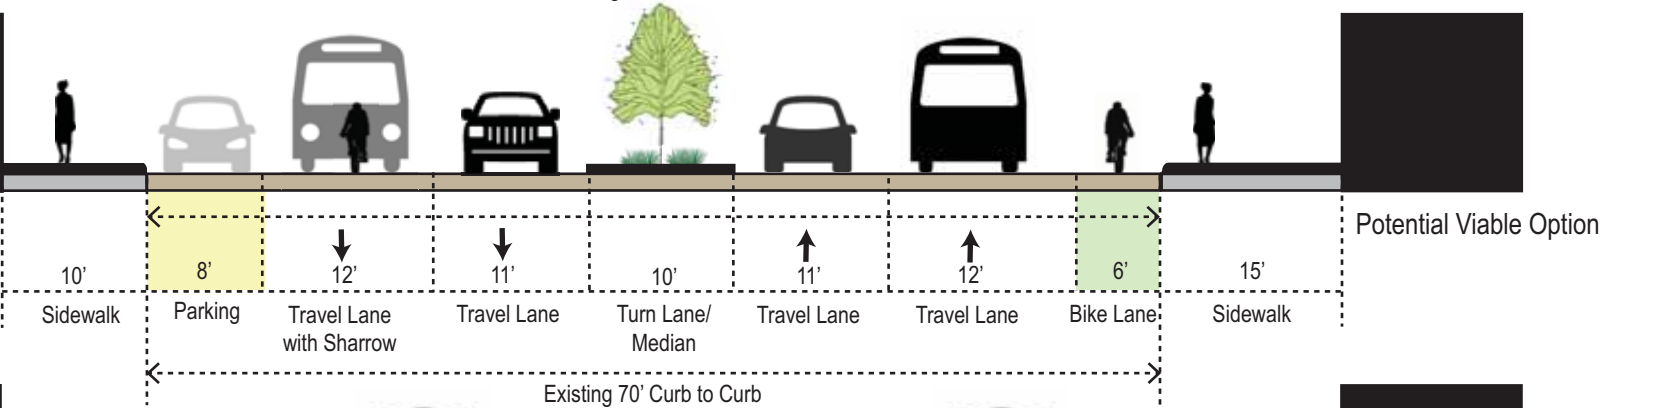 Potential Viable Option
10’ 8’ 12’ 11’ 10’ 11’ 12’ 6’ 15’
Sidewalk Parking Travel Lane Travel Lane Turn Lane/ Travel Lane Travel Lane Bike Lane Sidewalk
with Sharrow Median
Existing 70’ Curb to Curb